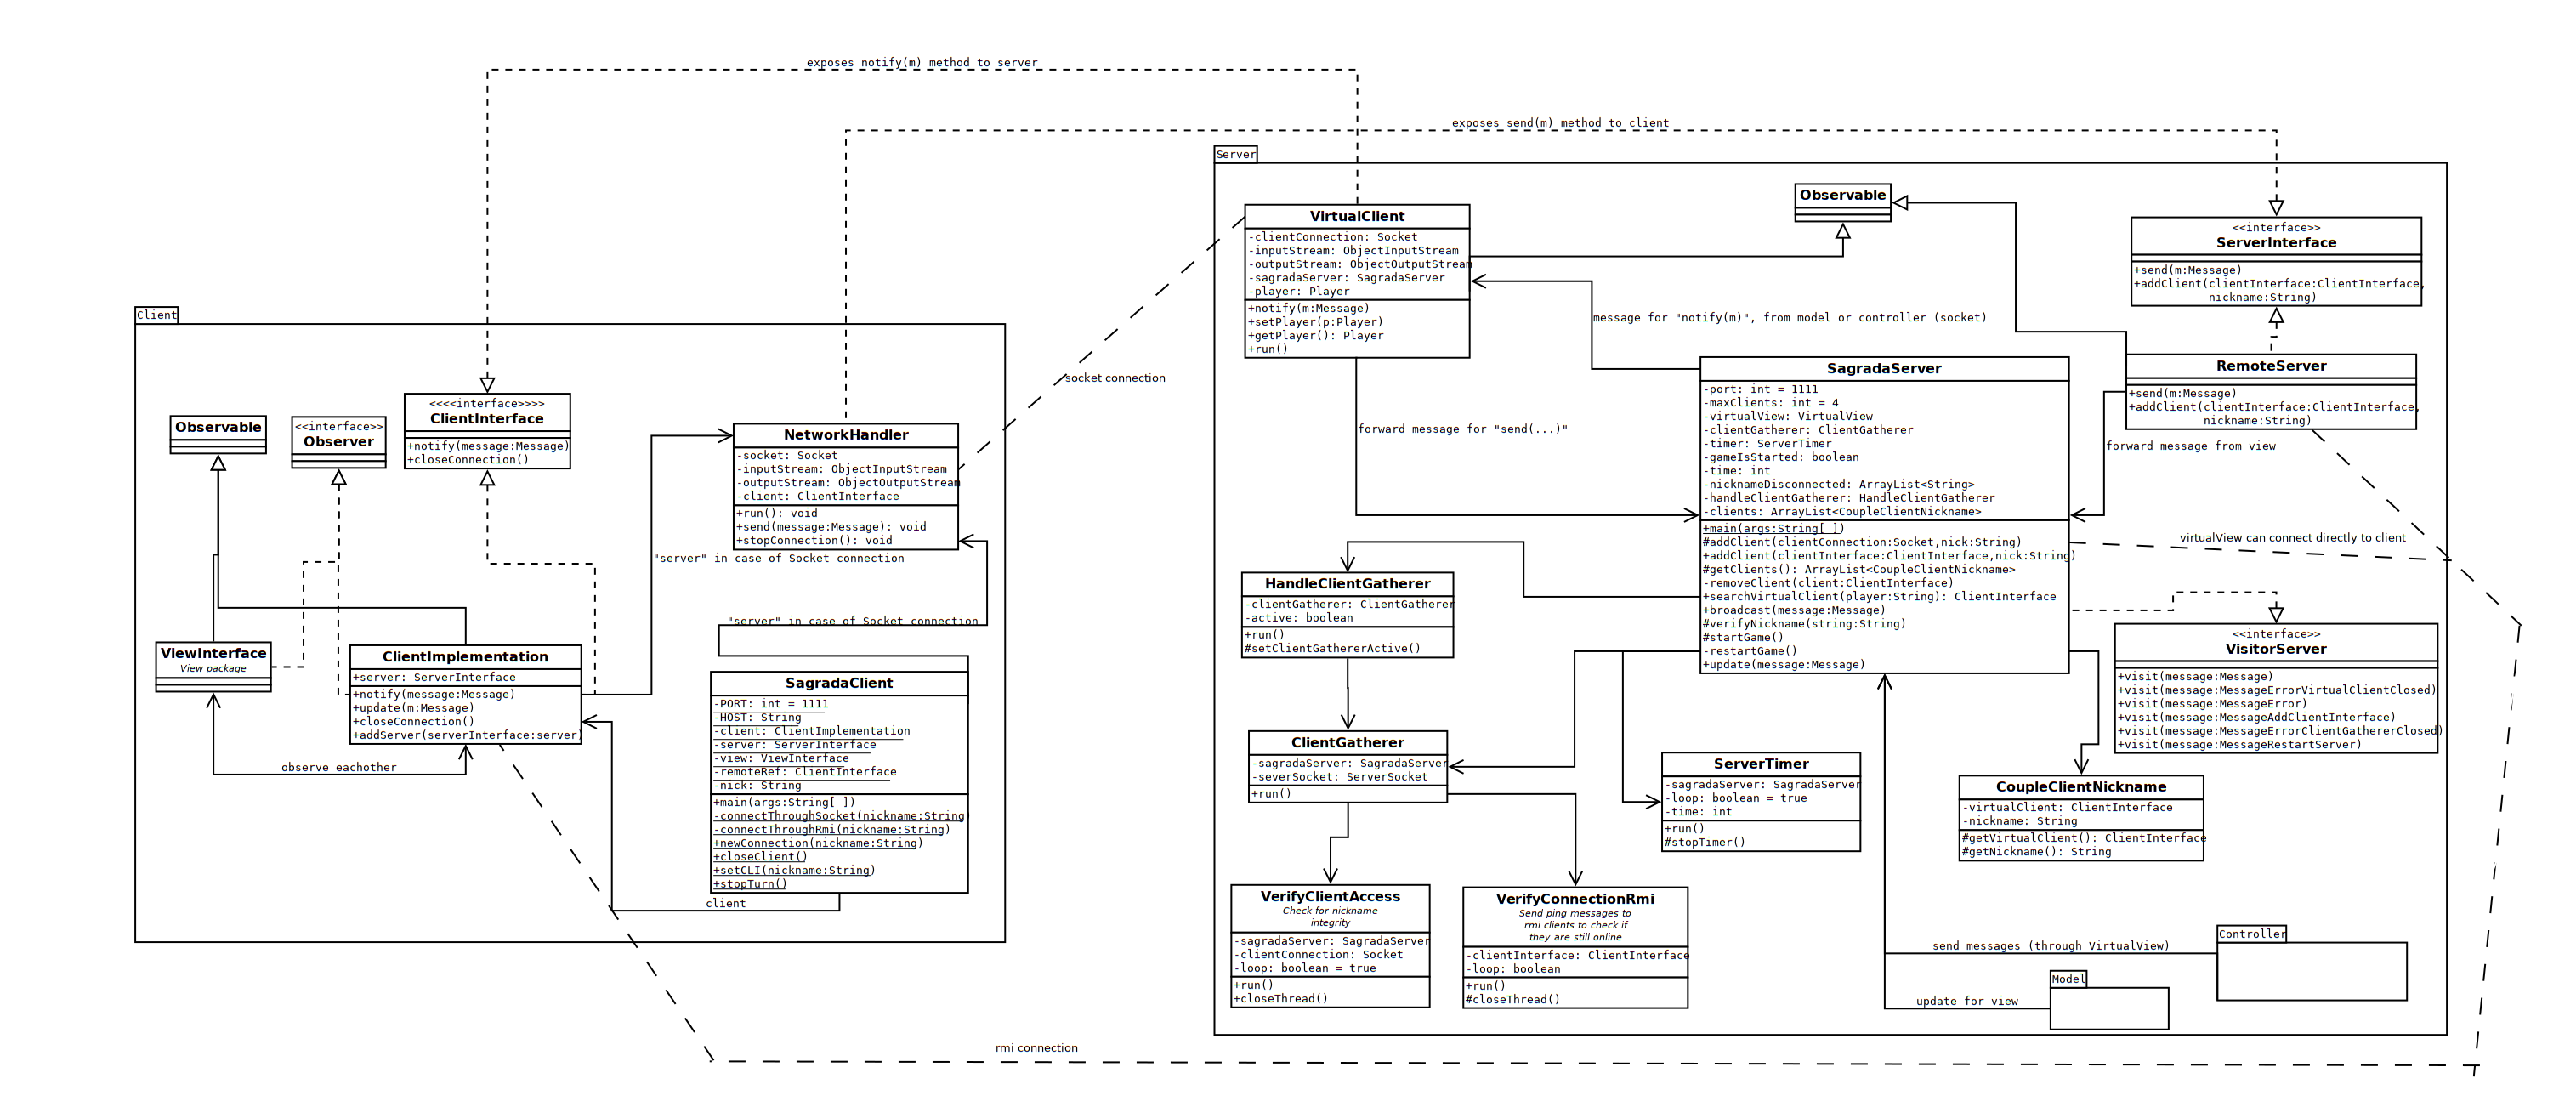 exposes notify(m) method to server
exposes send(m) method to client
Client
Observable
<<interface>>
Observer
<<<<interface>>>>
ClientInterface
+notify(message:Message)
+closeConnection()
NetworkHandler
-socket: Socket
-inputStream: ObjectInputStream
-outputStream: ObjectOutputStream
-client: ClientInterface
+run(): void
+send(message:Message): void
+stopConnection(): void
"server" in case of Socket connection
"server" in case of Socket connection
ViewInterface
View package
ClientImplementation
+server: ServerInterface
+notify(message:Message)
+update(m:Message)
+closeConnection()
+addServer(serverInterface:server)
observe eachother
SagradaClient
-PORT: int = 1111
-HOST: String
-client: ClientImplementation
-server: ServerInterface
-view: ViewInterface
-remoteRef: ClientInterface
-nick: String
+main(args:String[ ])
-connectThroughSocket(nickname:String)
-connectThroughRmi(nickname:String)
+newConnection(nickname:String)
+closeClient()
+setCLI(nickname:String)
+stopTurn()
client
socket connection
rmi connection
Server
VirtualClient
-clientConnection: Socket
-inputStream: ObjectInputStream
-outputStream: ObjectOutputStream
-sagradaServer: SagradaServer
-player: Player
+notify(m:Message)
+setPlayer(p:Player)
+getPlayer(): Player
+run()
Observable
<<interface>>
ServerInterface
+send(m:Message)
+addClient(clientInterface:ClientInterface,
nickname:String)
message for "notify(m)", from model or controller (socket)
RemoteServer
+send(m:Message)
+addClient(clientInterface:ClientInterface,
nickname:String)
forward message for "send(...)"
forward message from view
SagradaServer
-port: int = 1111
-maxClients: int = 4
-virtualView: VirtualView
-clientGatherer: ClientGatherer
-timer: ServerTimer
-gameIsStarted: boolean
-time: int
-nicknameDisconnected: ArrayList<String>
-handleClientGatherer: HandleClientGatherer
-clients: ArrayList<CoupleClientNickname>
+main(args:String[ ])
#addClient(clientConnection:Socket,nick:String)
+addClient(clientInterface:ClientInterface,nick:String)
#getClients(): ArrayList<CoupleClientNickname>
-removeClient(client:ClientInterface)
+searchVirtualClient(player:String): ClientInterface
+broadcast(message:Message)
#verifyNickname(string:String)
#startGame()
-restartGame()
+update(message:Message)
virtualView can connect directly to client
HandleClientGatherer
-clientGatherer: ClientGatherer
-active: boolean
+run()
#setClientGathererActive()
<<interface>>
VisitorServer
+visit(message:Message)
+visit(message:MessageErrorVirtualClientClosed)
+visit(message:MessageError)
+visit(message:MessageAddClientInterface)
+visit(message:MessageErrorClientGathererClosed)
+visit(message:MessageRestartServer)
ClientGatherer
-sagradaServer: SagradaServer
-severSocket: ServerSocket
+run()
ServerTimer
-sagradaServer: SagradaServer
-loop: boolean = true
-time: int
+run()
#stopTimer()
CoupleClientNickname
-virtualClient: ClientInterface
-nickname: String
#getVirtualClient(): ClientInterface
#getNickname(): String
VerifyClientAccess
Check for nickname
integrity
-sagradaServer: SagradaServer
-clientConnection: Socket
-loop: boolean = true
+run()
+closeThread()
VerifyConnectionRmi
Send ping messages to
rmi clients to check if
they are still online
-clientInterface: ClientInterface
-loop: boolean
+run()
#closeThread()
send messages (through VirtualView)
Controller
Model
update for view